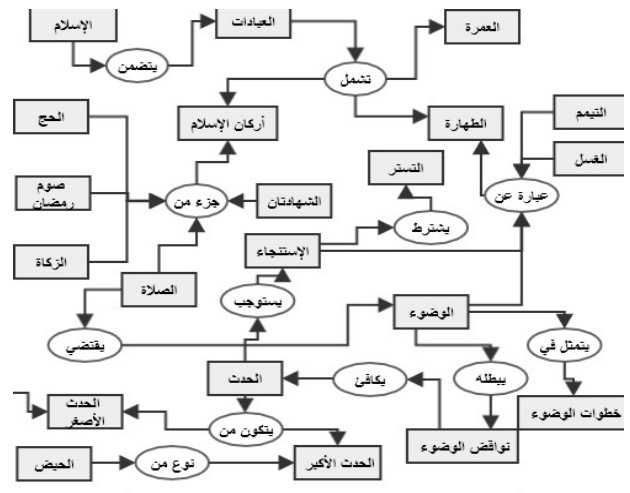 الإسلام
العبادات
العمرة
يتضمن
تشمل
الحج
أركان الإسلام
الطهارة
التيمم
الغسل
التستر
صوم
رمضان
جزء من
الشهادتان
عبارة عن
يشترط
الزكاة
الصلاة
الإستنجاء
يستوجب
الوضوء
يقتضي
يتمثل في
الحدث
يكافئ
يبطله
الحدث
الأصغر
يتكون من
خطوات الوضوء
نواقض الوضوء
الحيض
نوع من
الحدث الأكبر